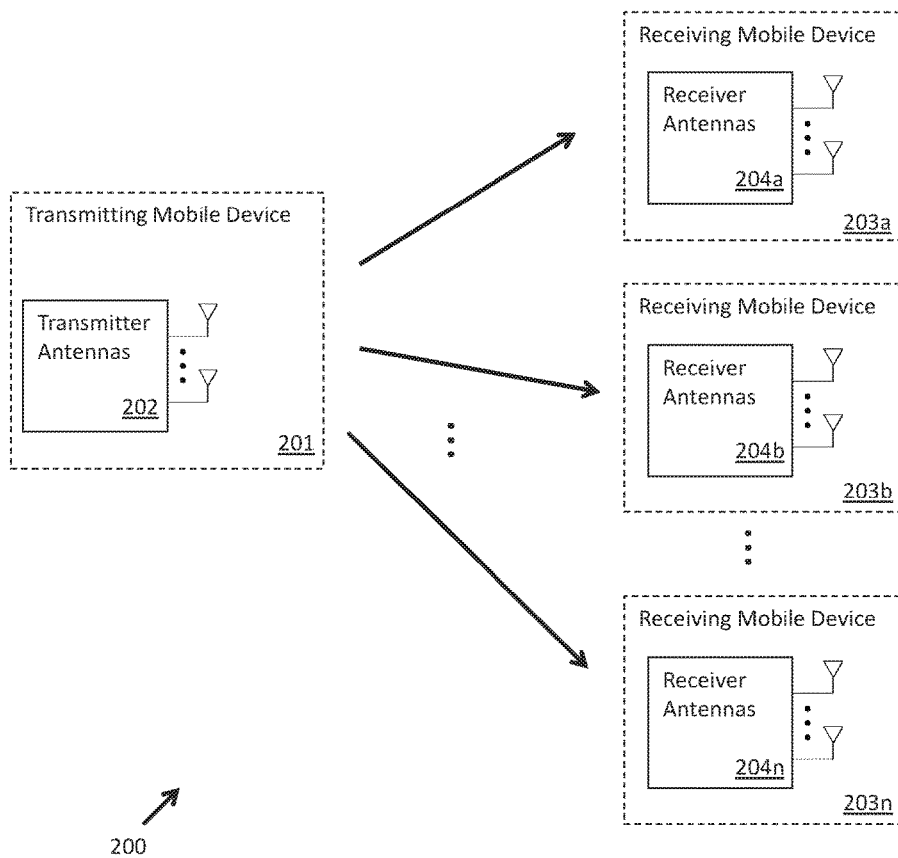 Transmitting Mobile Device
Transmitter
Antennas
202
201
Receiving Mobile Device
Receiver
Antennas
204a
203a
Receiving Mobile Device
Receiver
Antennas
204b
203b
Receiving Mobile Device
Receiver
Antennas
204n
203n
200